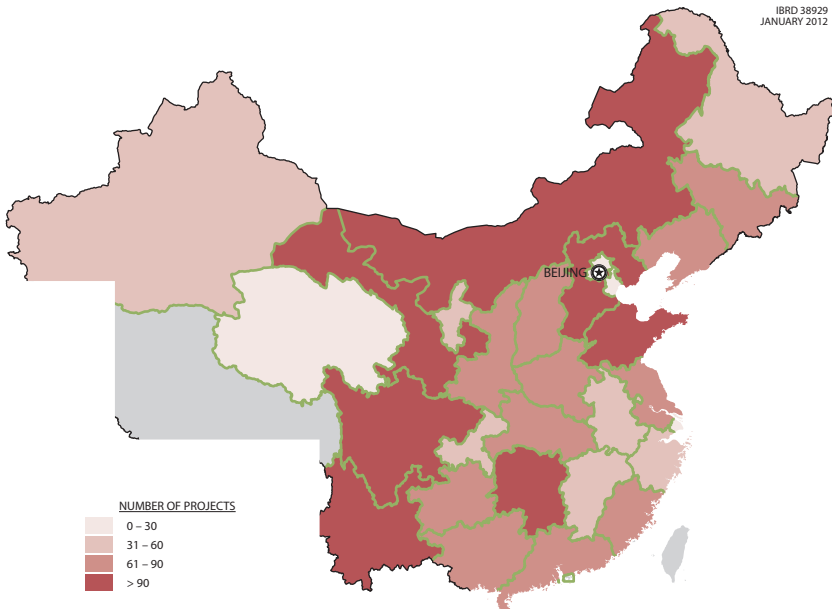 IBRD 38929
JANUARY 2012
BEIJING
NUMBER OF PROJECTS
0 – 30
31 – 60
61 – 90
> 90